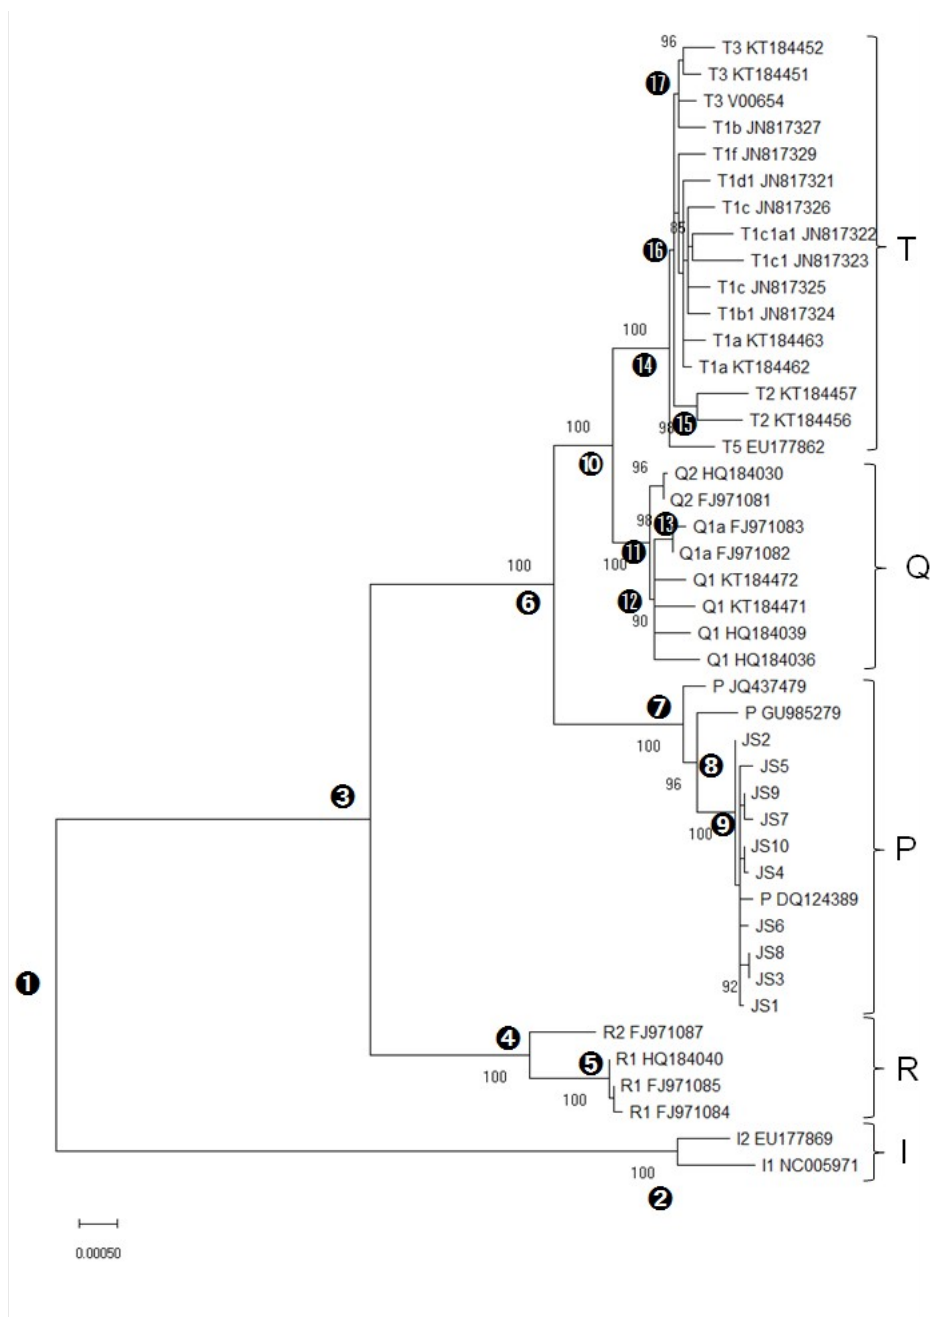 96
T3 KT184452
T3 KT184451
17
T3 V00654
T1b JN817327
T1f JN817329
T1d1 JN817321
T1c JN817326
85
T1c1a1 JN817322
16
T
T1c1 JN817323
T1c JN817325
T1b1 JN817324
100
T1a KT184463
14
T1a KT184462
T2 KT184457
98
15
T2 KT184456
100
T5 EU177862
10
96
Q2 HQ184030
Q2 FJ971081
98
13
Q1a FJ971083
11
Q1a FJ971082
100
100
Q
Q1 KT184472
6
12
Q1 KT184471
90
Q1 HQ184039
Q1 HQ184036
P JQ437479
7
P GU985279
100
JS2
8
JS5
96
JS9
3
JS7
100
9
JS10
P
JS4
P DQ124389
JS6
JS8
1
92
JS3
JS1
4
R2 FJ971087
5
R1 HQ184040
R
100
R1 FJ971085
100
R1 FJ971084
I2 EU177869
I
100
I1 NC005971
2
0.00050